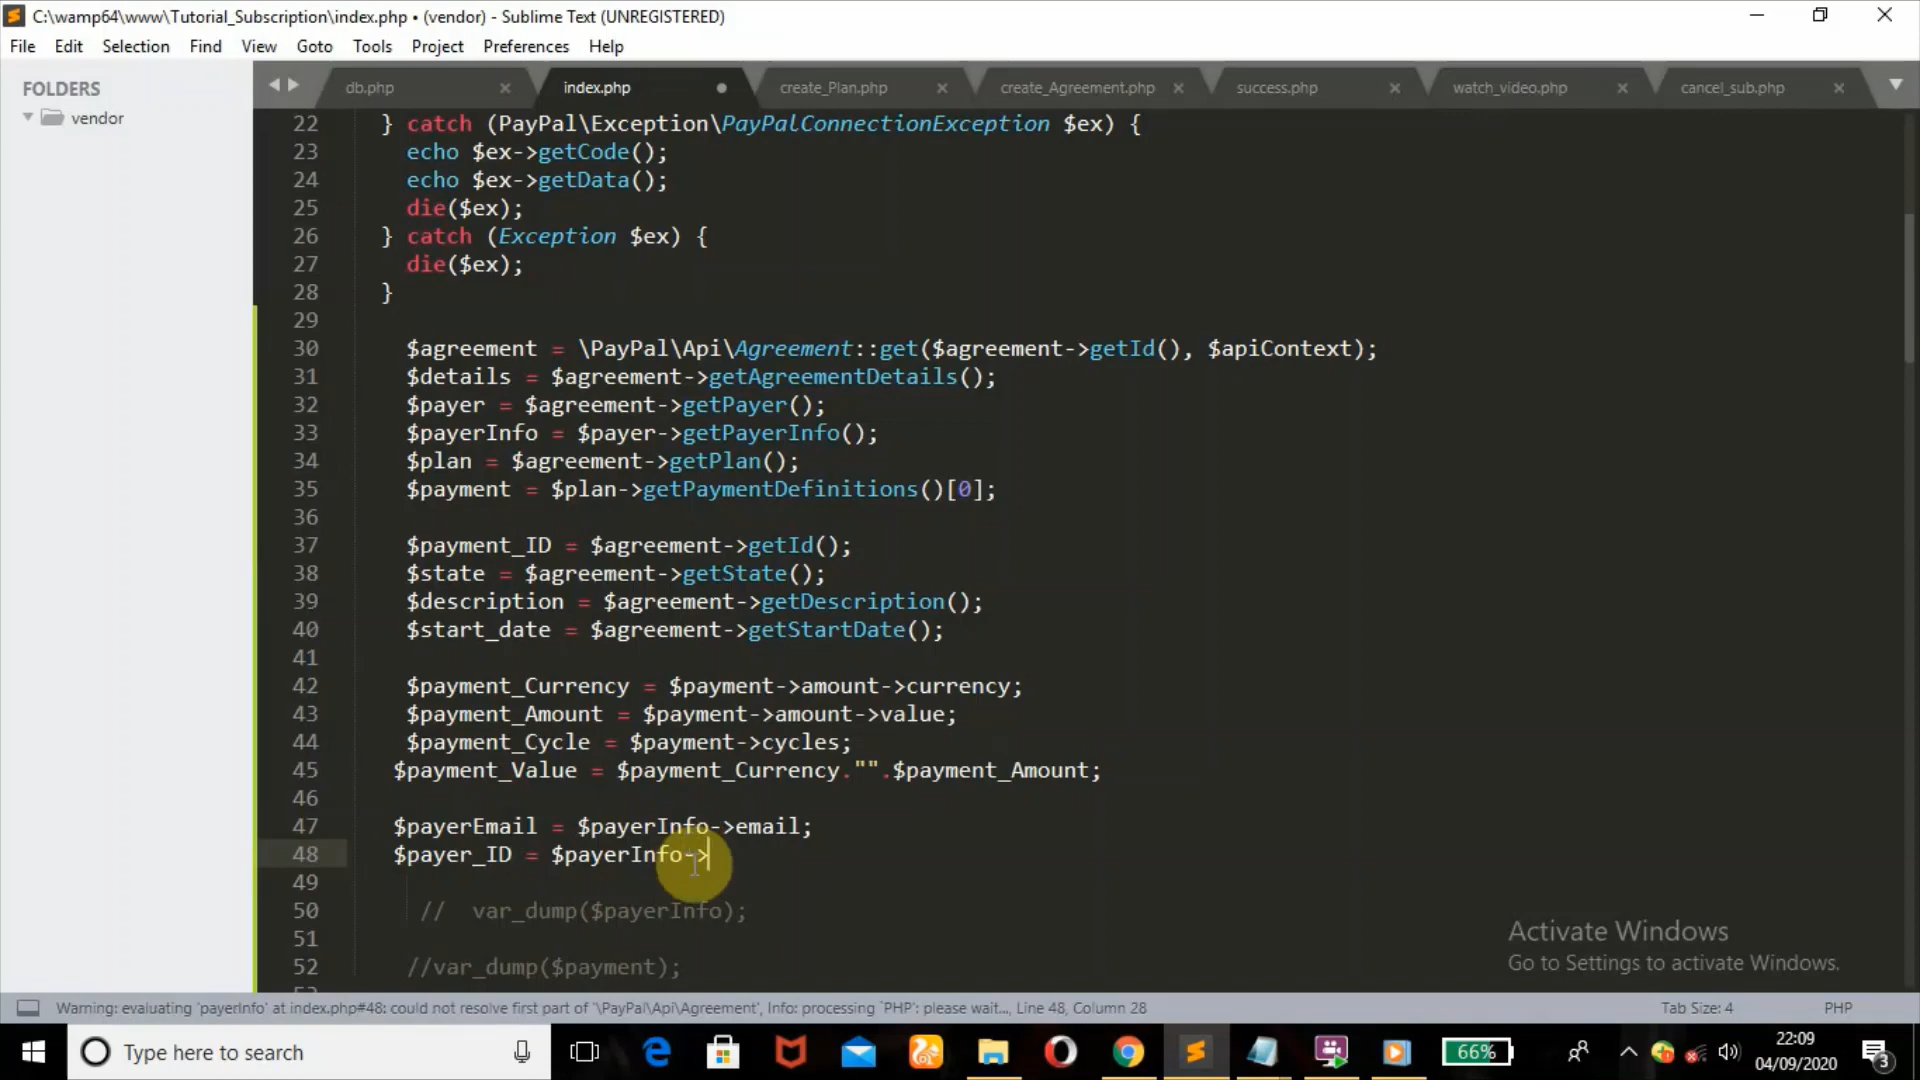 C:\wamp64\www\Tutorial_Subscription\index.php • (vendor) - Sublime Text (UNREGISTERED)
File Edit Selection Find View Goto Tools Project Preferences Help
FOLDERS
vendor
db.php index.php create_Plan.php create_Agreement.php success.php watch_video.php cancel_sub.php
22 } catch (PayPal\Exception\PayPalConnectionException $ex) {
23 echo $ex->getCode();
24 echo $ex->getData();
25 die($ex);
26 } catch (Exception $ex) {
27 die($ex);
28 }
29
30 $agreement = \PayPal\Api\Agreement::get($agreement->getId(), $apiContext);
31 $details = $agreement->getAgreementDetails();
32 $payer = $agreement->getPayer();
33 $payerInfo = $payer->getPayerInfo();
34 $plan = $agreement->getPlan();
35 $payment = $plan->getPaymentDefinitions()[0];
36
37 $payment_ID = $agreement->getId();
38 $state = $agreement->getState();
39 $description = $agreement->getDescription();
40 $start_date = $agreement->getStartDate();
41
42 $payment_Currency = $payment->amount->currency;
43 $payment_Amount = $payment->amount->value;
44 $payment_Cycle = $payment->cycles;
45 $payment_Value = $payment_Currency."".$payment_Amount;
46
47 $payerEmail = $payerInfo->email;
48 $payer_ID = $payerInfo->
49
50 // var_dump($payerInfo);
51
52 //var_dump($payment);
Activate Windows
Go to Settings to activate Windows.
Warning: evaluating 'payerInfo' at index.php#48: could not resolve first part of '\PayPal\Api\Agreement', Info: processing `PHP': please wait..., Line 48, Column 28 Tab Size: 4 PHP
Type here to search
66%
22:09
04/09/2020
3